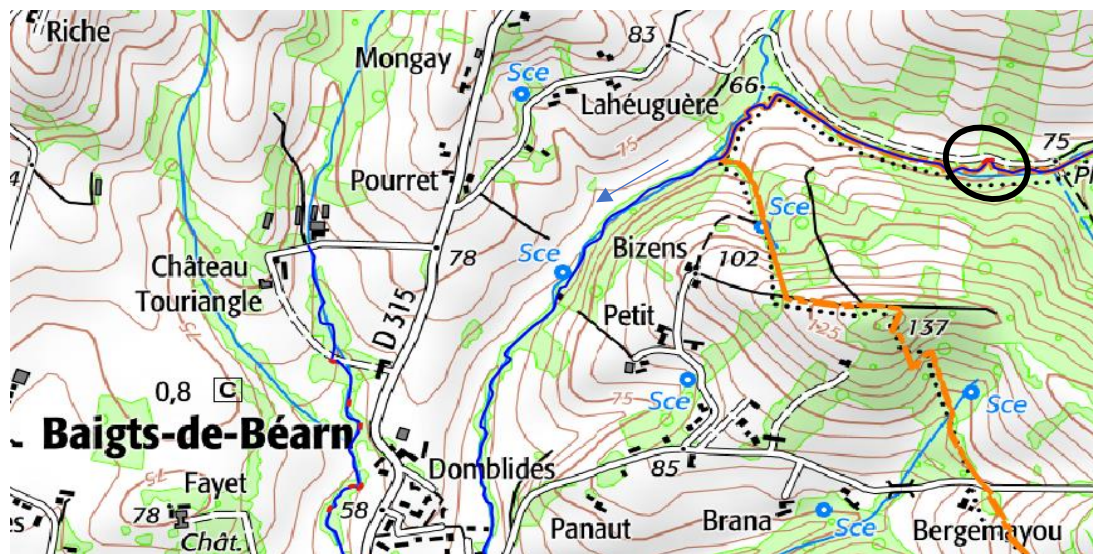 Riche
Mongay
83
Sce
Lahéuguère
66
75
75
Pourret
Sce
Bizens
Sce
102
78
Château
Touriangle
D 315
Petit
137
125
75
0,8 C
Sce
75
Sce
Baigts-de-Béarn
75
Fayet
Domblides
85
78
58
Chât.
Panaut
Brana
Sce
Bergemayou